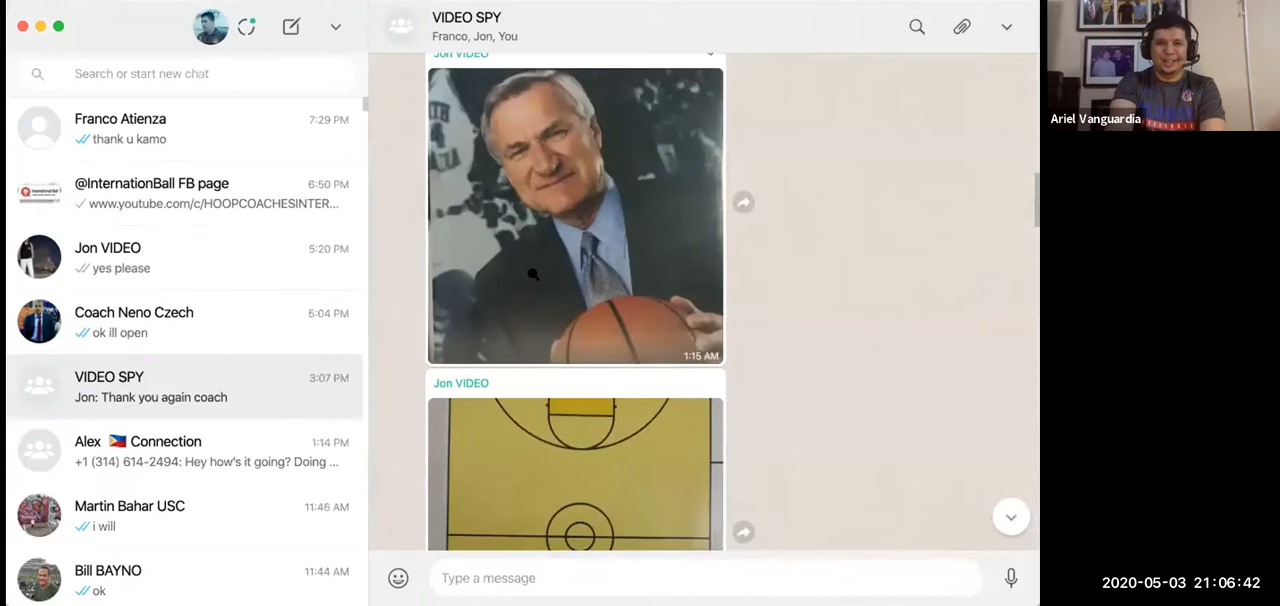 Search or start new chat
Franco Atienza
7:29 PM
thank u kamo
@InternationBall FB page
6:50 PM
www.youtube.com/c/HOOPCOACHESINTER...
Jon VIDEO
5:20 PM
yes please
Coach Neno Czech
5:04 PM
ok ill open
VIDEO SPY
3:07 PM
Jon: Thank you again coach
Alex 🇵🇭 Connection
1:14 PM
+1 (314) 614-2494: Hey how's it going? Doing ...
Martin Bahar USC
11:46 AM
i will
Bill BAYNO
11:44 AM
ok
VIDEO SPY
Franco, Jon, You
Jon VIDEO
1:15 AM
Jon VIDEO
Type a message
Ariel Vanguardia
2020-05-03 21:06:42